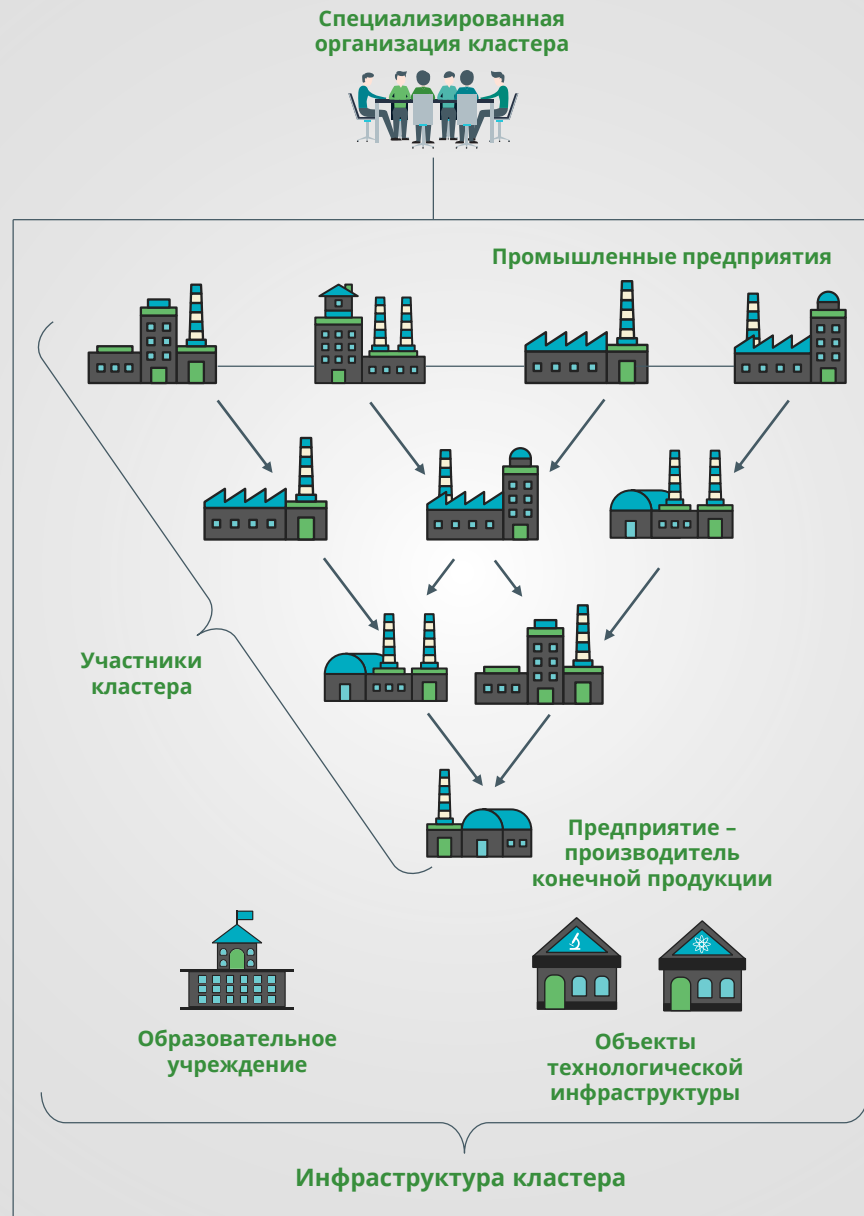 Специализированная
организация кластера
Промышленные предприятия
Участники
кластера
Предприятие –
производитель
конечной продукции
Образовательное
учреждение
Объекты
технологической
инфраструктуры
Инфраструктура кластера